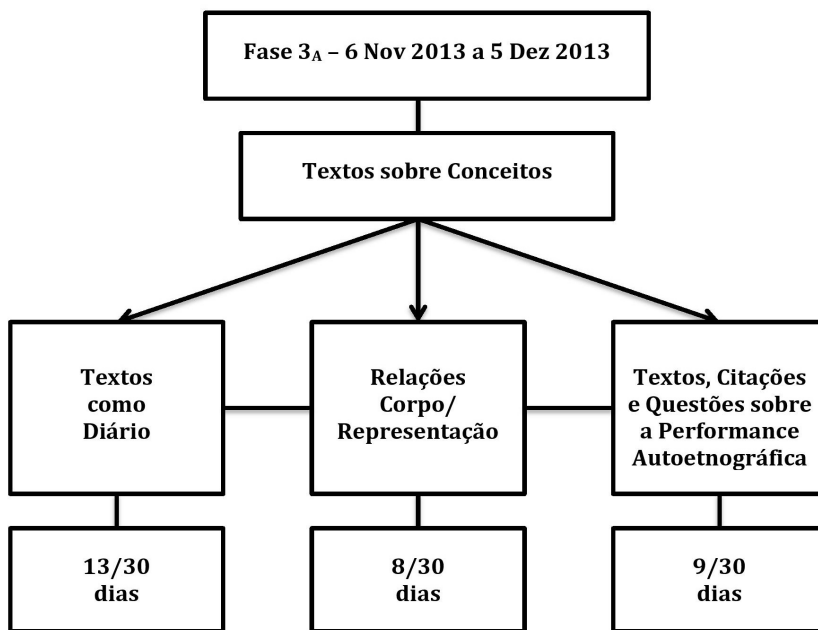 Fase 3A – 6 Nov 2013 a 5 Dez 2013
Textos sobre Conceitos
Textos
como
Diário
Relações
Corpo/
Representação
Textos, Citações
e Questões sobre
a Performance
Autoetnográfica
13/30
dias
8/30
dias
9/30
dias